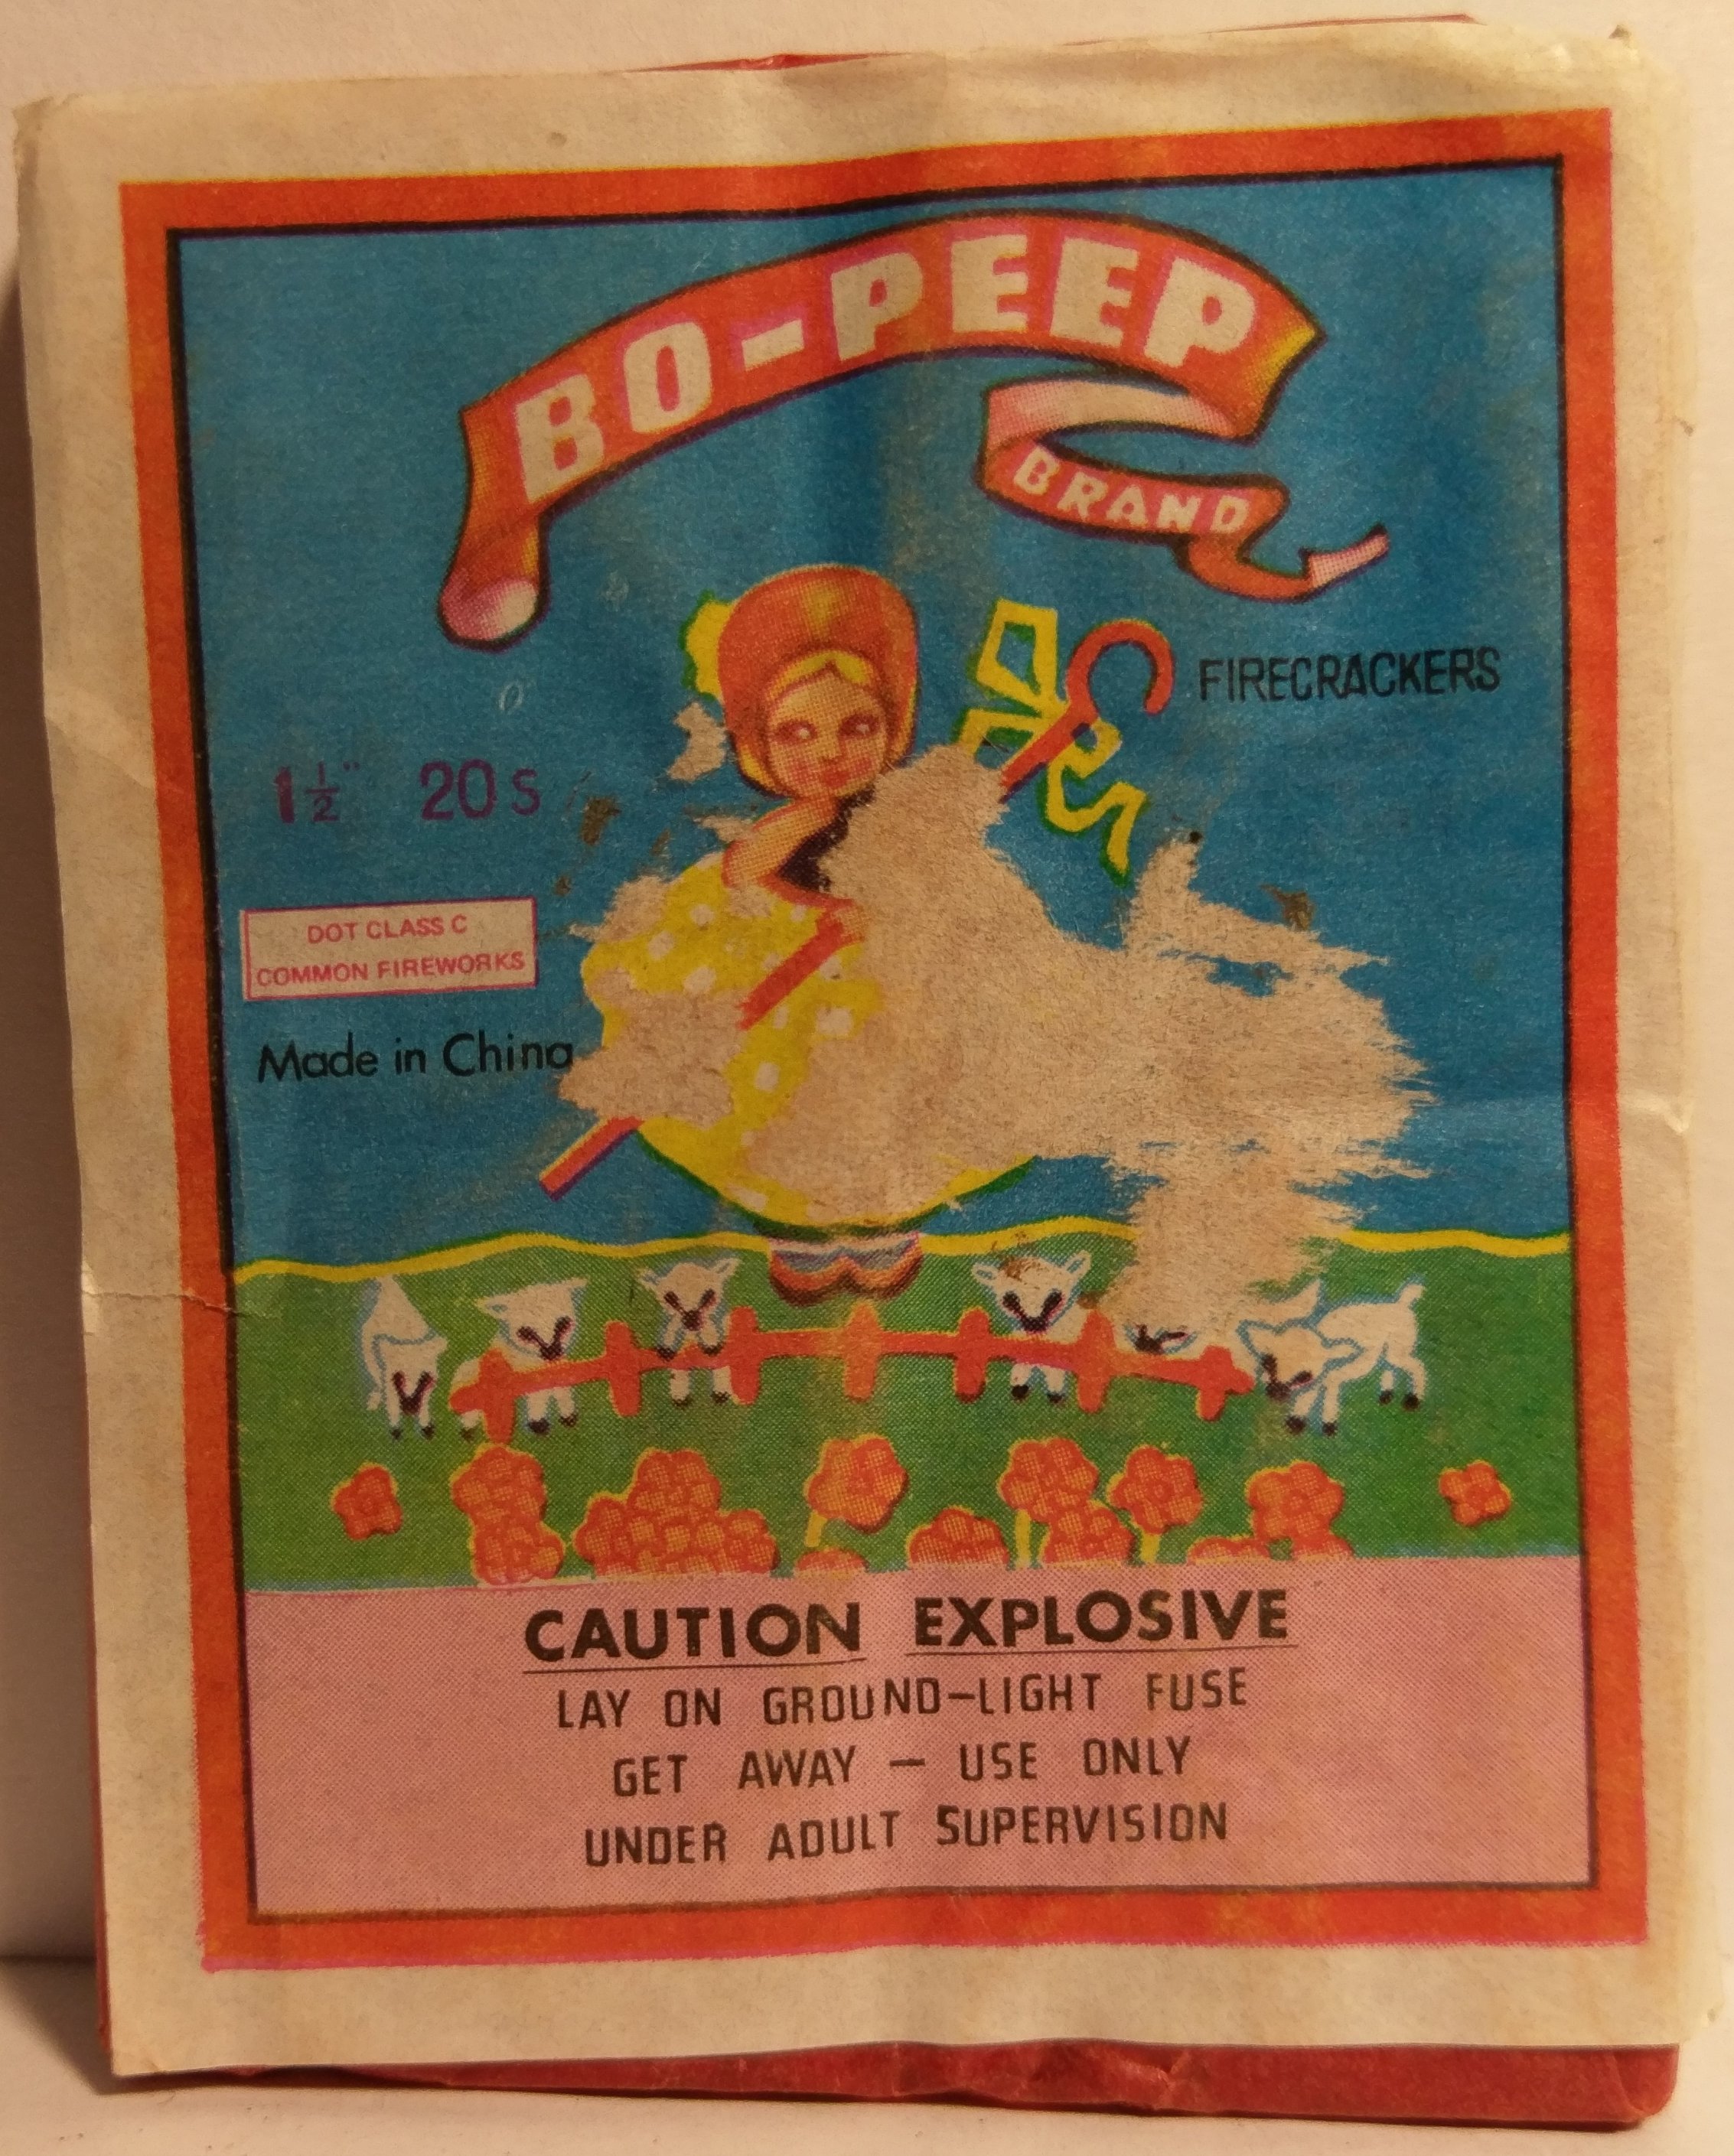 BO-PEEP
BRAND
FIRECRACKERS
1½" 20S
DOT CLASS C
COMMON FIREWORKS
Made in China
CAUTION EXPLOSIVE
LAY ON GROUND-LIGHT FUSE
GET AWAY — USE ONLY
UNDER ADULT SUPERVISION